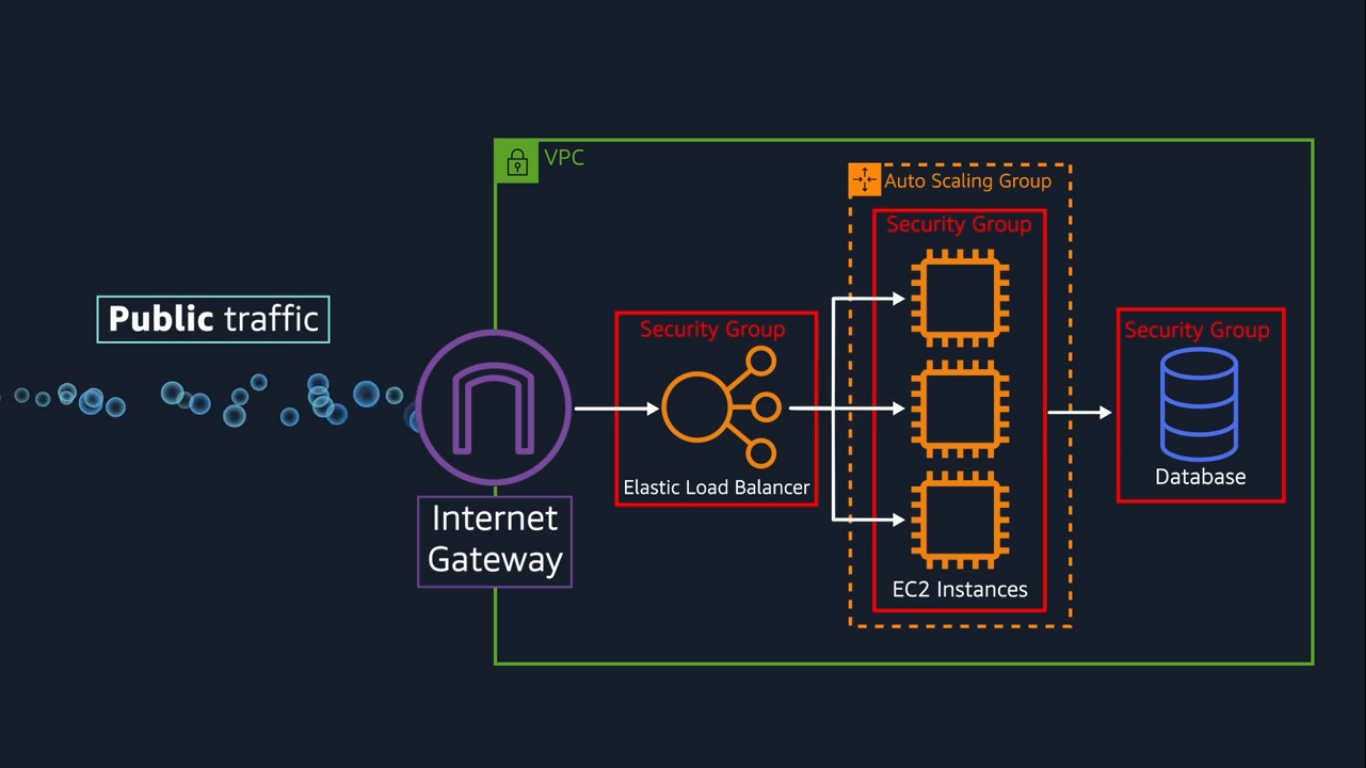 VPC
Auto Scaling Group
Security Group
Public traffic
Security Group
Security Group
Elastic Load Balancer
Database
Internet
Gateway
EC2 Instances